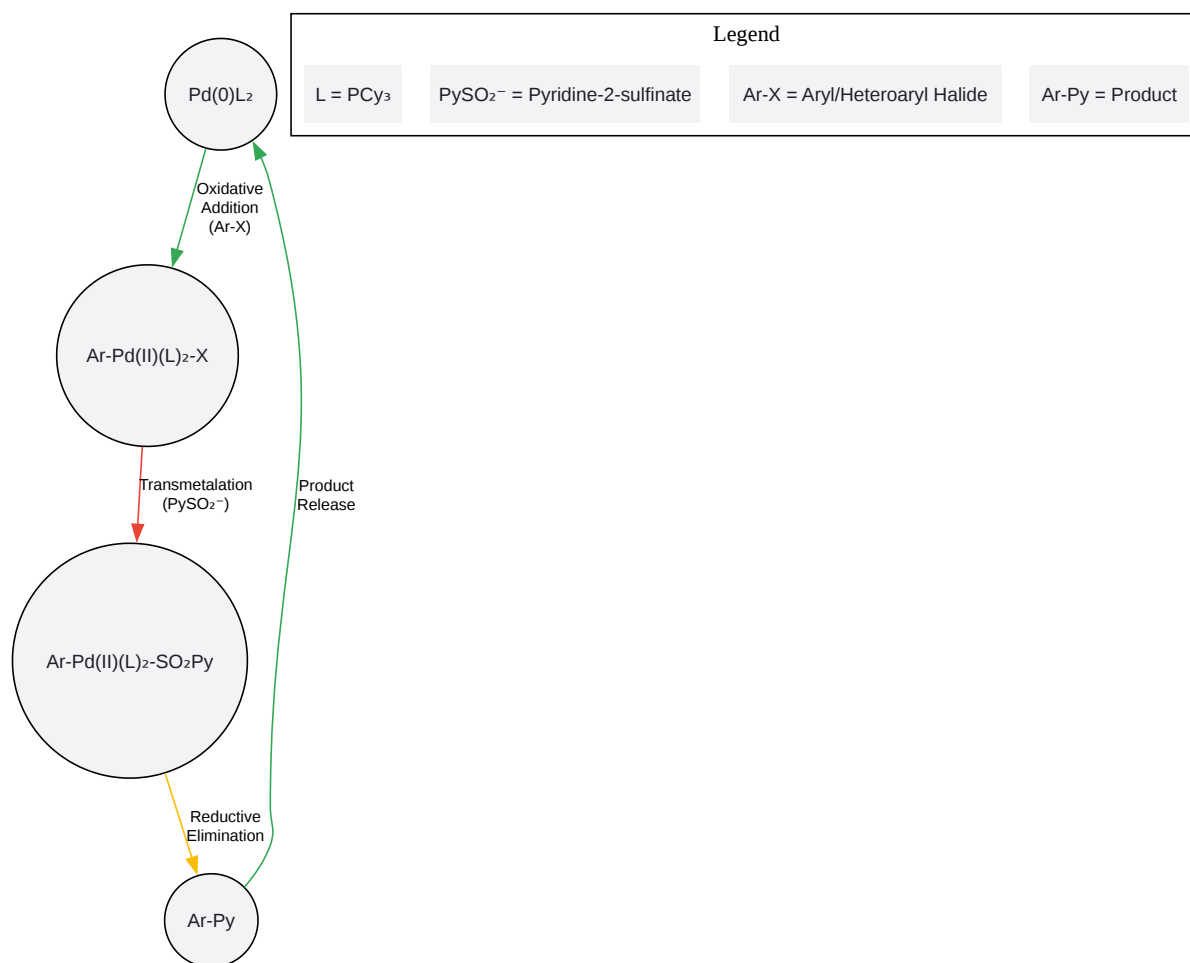 Legend
L = PCy₃
PySO₂⁻ = Pyridine-2-sulfinate
Ar-X = Aryl/Heteroaryl Halide
Ar-Py = Product
Pd(0)L₂
Oxidative
Addition
(Ar-X)
Ar-Pd(II)(L)₂-X
Transmetalation
(PySO₂⁻)
Product
Release
Ar-Pd(II)(L)₂-SO₂Py
Reductive
Elimination
Ar-Py